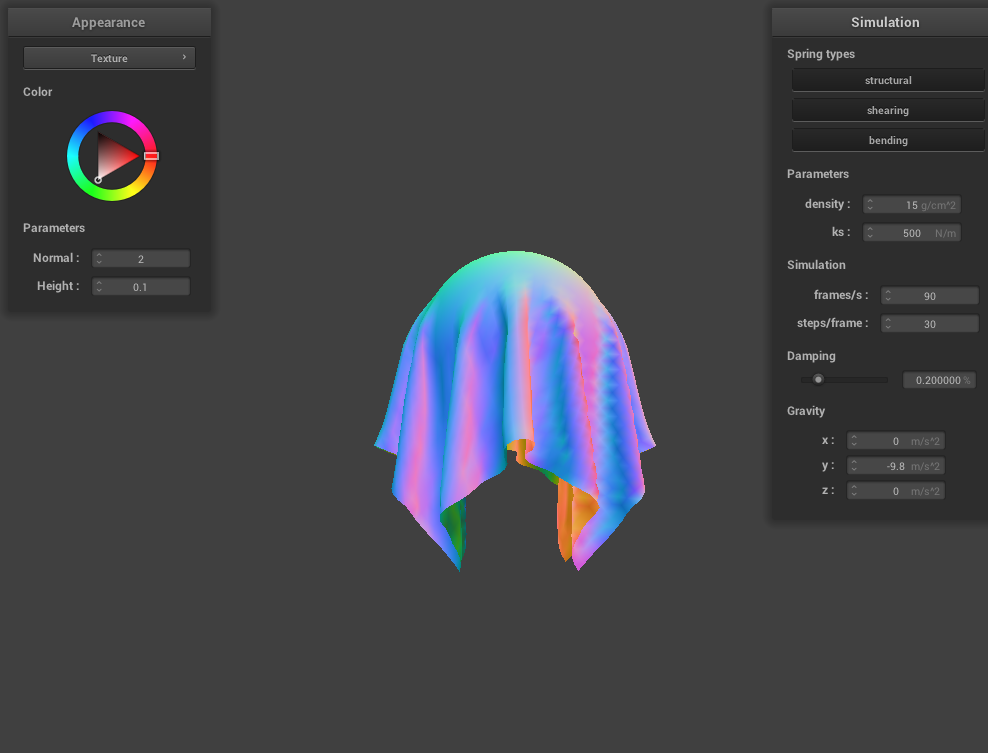 Appearance
Texture
Color
Parameters
Normal : 2
Height : 0.1
Simulation
Spring types
structural
shearing
bending
Parameters
density : 15 g/cm^2
ks : 500 N/m
Simulation
frames/s : 90
steps/frame : 30
Damping
0.200000 %
Gravity
x : 0 m/s^2
y : -9.8 m/s^2
z : 0 m/s^2